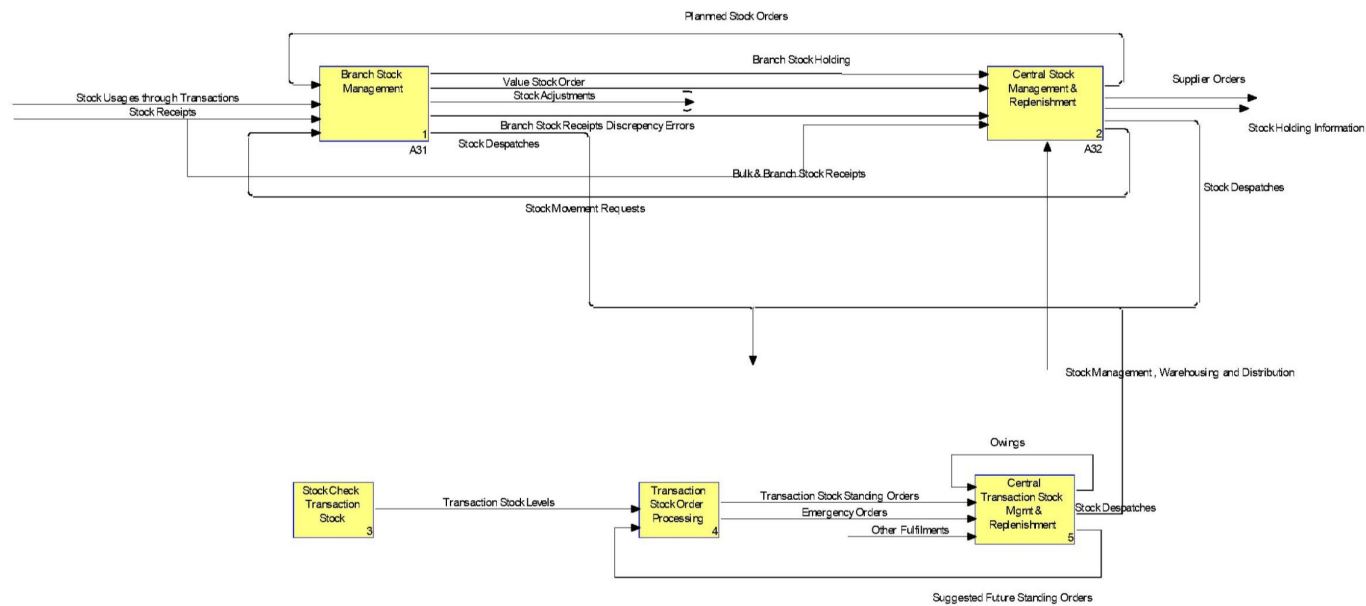 Planmed Stock Orders
Branch Stock
Management
1
A31
Branch Stock Holding
Value Stock Order
Stock Adjustments
Central Stock
Management &
Replenishment
2
A32
Supplier Orders
Stock Holding Information
Stock Usages through Transactions
Stock Receipts
Branch Stock Receipts Discrepency Errors
Stock Despatches
Bulk & Branch Stock Receipts
Stock Despatches
Stock Movement Requests
Stock Management , Warehousing and Distribution
Owings
Stock Check
Transaction
Stock
3
Transaction Stock Levels
Transaction
Stock Order
Processing
4
Transaction Stock Standing Orders
Emergency Orders
Other Fulfilments
Central
Transaction Stock
Mgmt &
Replenishment
5
Stock Despatches
Suggested Future Standing Orders